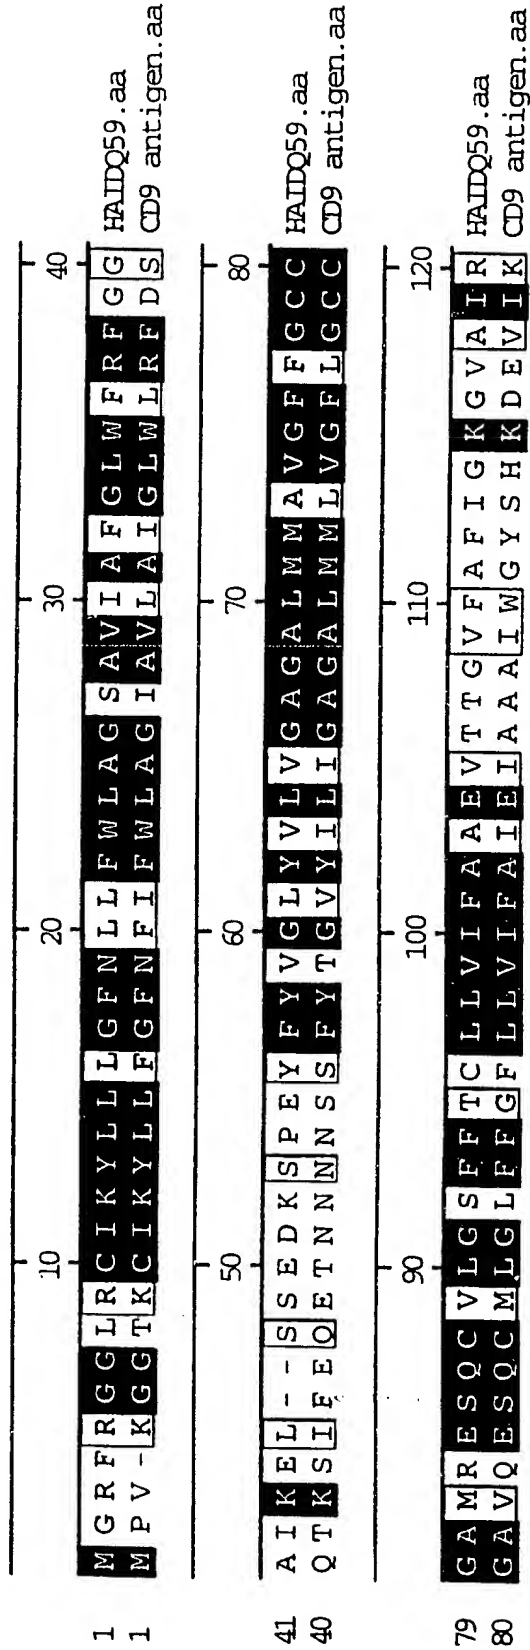 10 20 30 40
1 M G R F R G G L R C I K Y L L L G F N L L F W L A G S A V I A F G L W F R F G G HAIDQ59.aa
1 M P V - K G G T K C I K Y L L F G F N F I F W L A G I A V L A I G L W L R F D S CD9 antigen.aa
50 60 70 80
41 A I K E L - - S S E D K S P E Y F Y V G L Y V L V G A G A L M M A V G F F G C C HAIDQ59.aa
40 Q T K S I F E Q E T N N N N S S F Y T G V Y I L I G A G A L M M L V G F L G C C CD9 antigen.aa
90 100 110 120
79 G A M R E S Q C V L G S F F T C L L V I F A A E V T T G V F A F I G K G V A I R HAIDQ59.aa
80 G A V Q E S Q C M L G L F F G F L L V I F A I E I A A A I W G Y S H K D E V I K CD9 antigen.aa